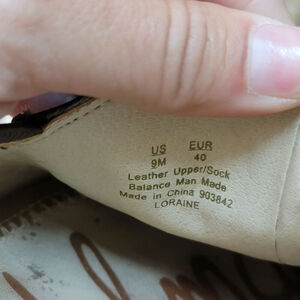 US EUR
9M 40
Leather Upper/Sock
Balance Man Made
Made in China 903842
LORAINE